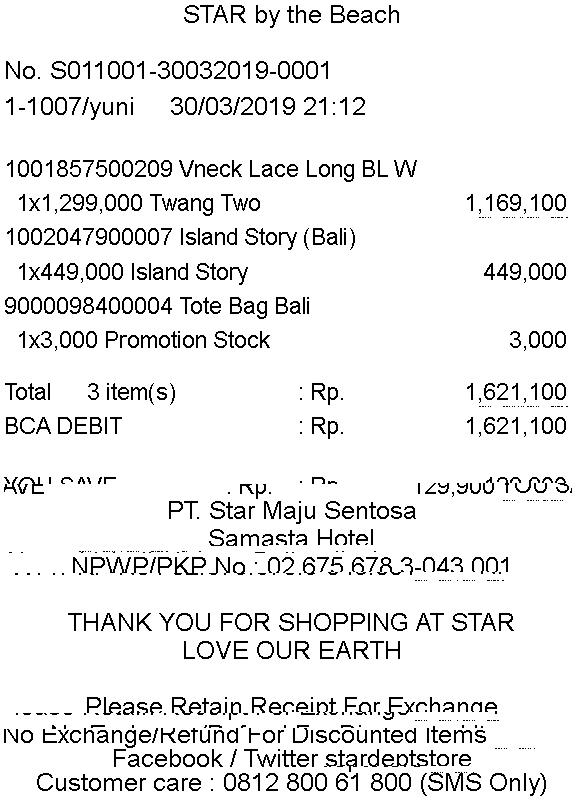 STAR by the Beach
No. S011001-30032019-0001
1-1007/yuni 30/03/2019 21:12
1001857500209 Vneck Lace Long BL W
1x1,299,000 Twang Two 1,169,100
1002047900007 Island Story (Bali)
1x449,000 Island Story 449,000
9000098400004 Tote Bag Bali
1x3,000 Promotion Stock 3,000
Total 3 item(s) : Rp. 1,621,100
BCA DEBIT : Rp. 1,621,100
YOU SAVE : Rp. 129,900
PT. Star Maju Sentosa
Samasta Hotel
NPWP/PKP No. 02.675.678.3-043.001
THANK YOU FOR SHOPPING AT STAR
LOVE OUR EARTH
Please Retain Receipt For Exchange
No Exchange/Refund For Discounted Items
Facebook / Twitter stardeptstore
Customer care : 0812 800 61 800 (SMS Only)